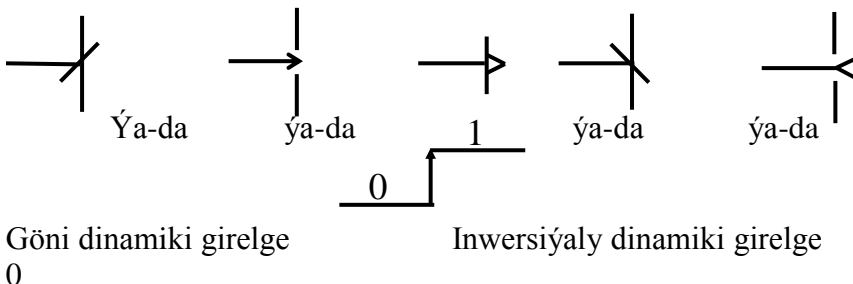 Ýa-da ýa-da 1 ýa-da ýa-da
0
Göni dinamiki girelge Inwersiýaly dinamiki girelge
0